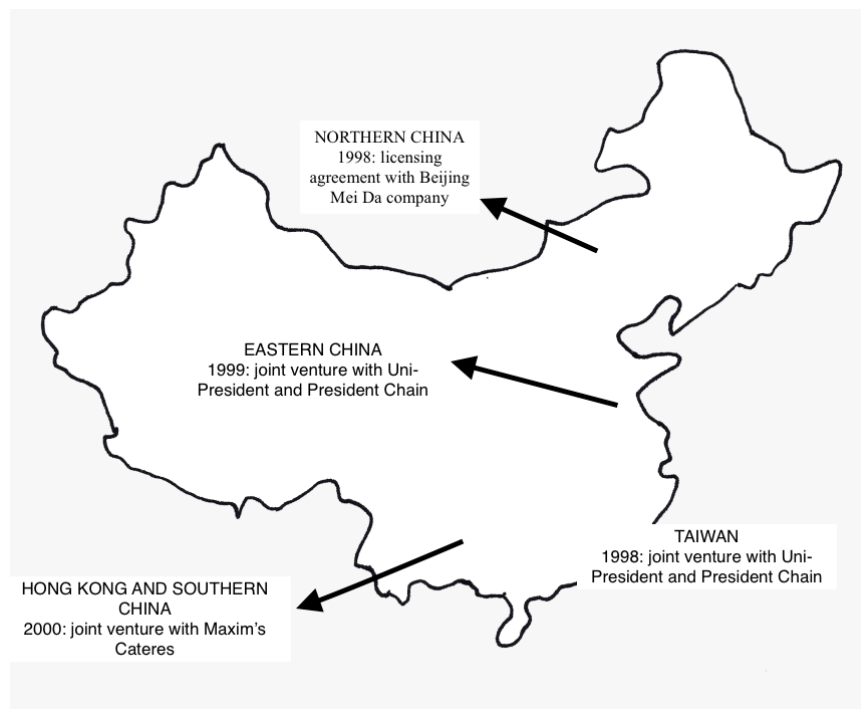 NORTHERN CHINA
1998: licensing
agreement with Beijing
Mei Da company
EASTERN CHINA
1999: joint venture with Uni-
President and President Chain
TAIWAN
1998: joint venture with Uni-
President and President Chain
HONG KONG AND SOUTHERN
CHINA
2000: joint venture with Maxim’s
Cateres